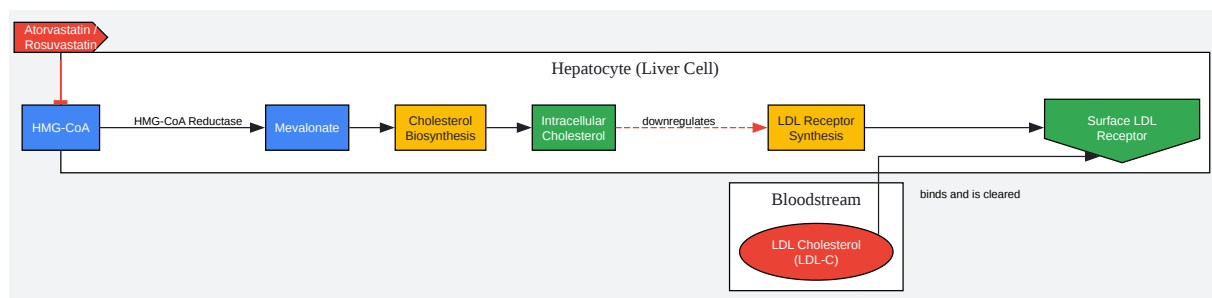 Atorvastatin /
Rosuvastatin
Hepatocyte (Liver Cell)
HMG-CoA
HMG-CoA Reductase
Mevalonate
Cholesterol
Biosynthesis
Intracellular
Cholesterol
downregulates
LDL Receptor
Synthesis
Surface LDL
Receptor
Bloodstream
binds and is cleared
LDL Cholesterol
(LDL-C)